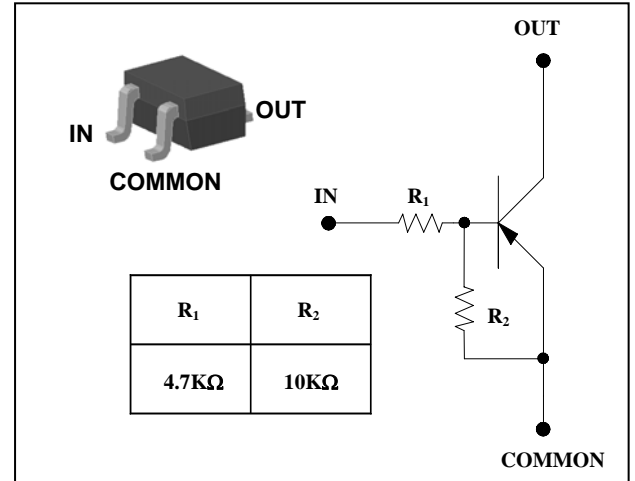 OUT
OUT
IN
COMMON
IN R₁
R₂
R₁ R₂
4.7KΩ 10KΩ
COMMON